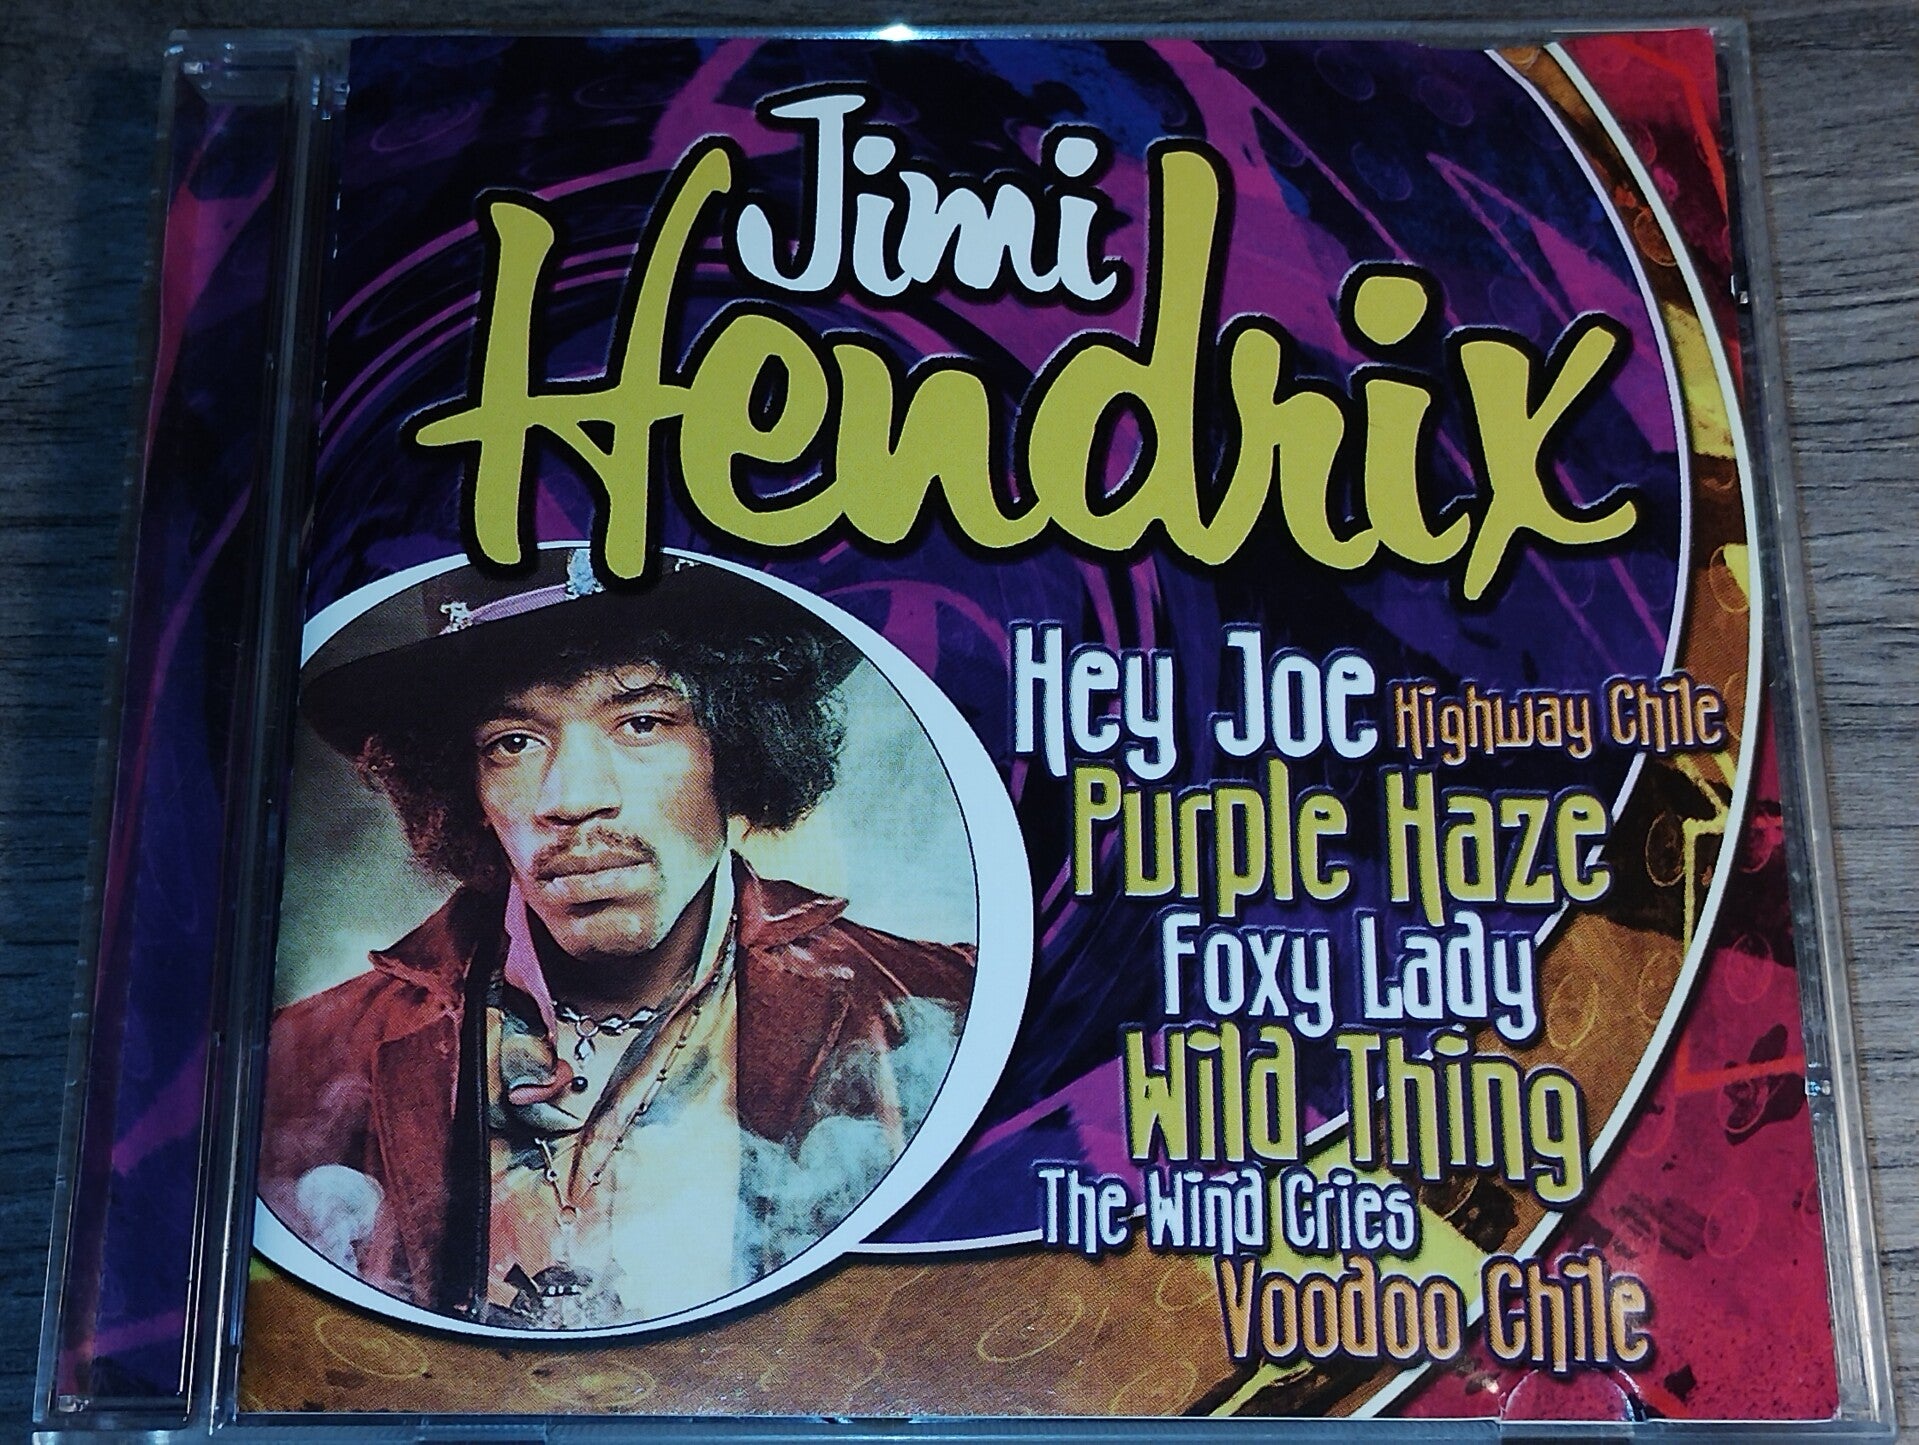 Jimi
Hendrix
Hey Joe Highway Chile
Purple Haze
Foxy Lady
Wild Thing
The Wind Cries
Voodoo Chile